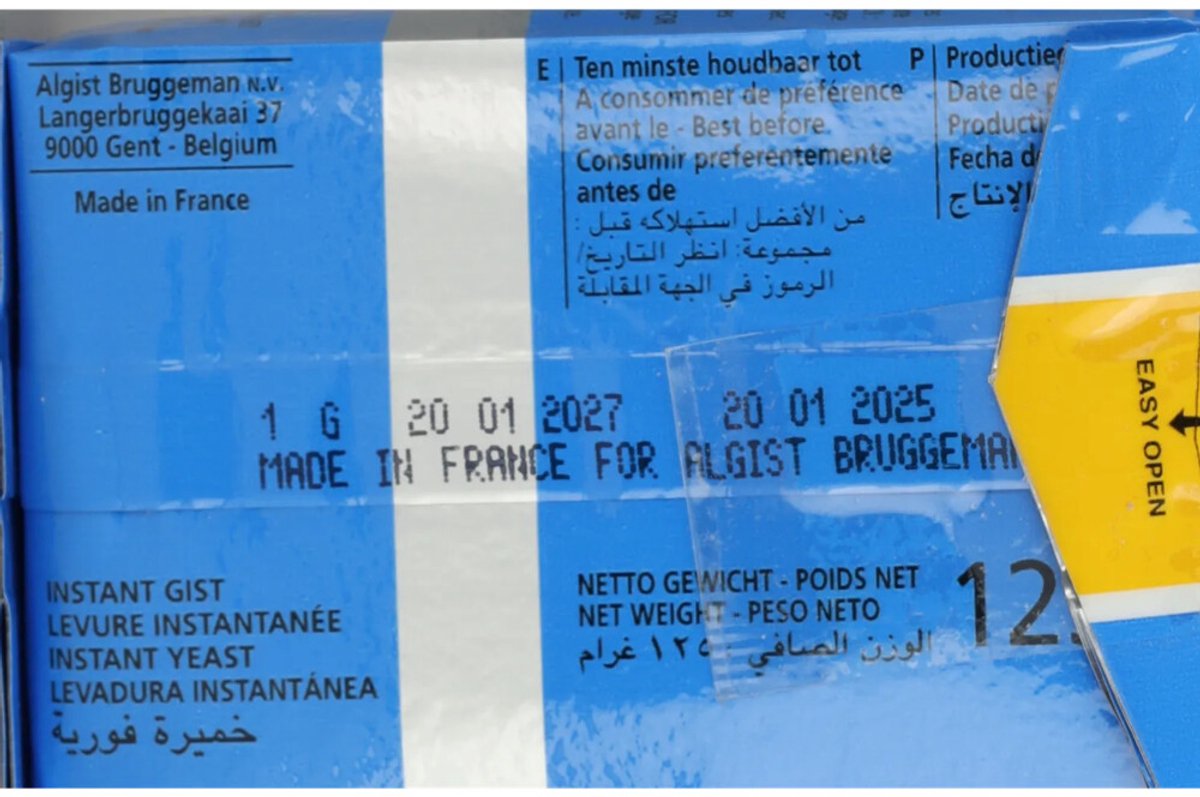 Algist Bruggeman N.V.
Langerbruggekaai 37
9000 Gent - Belgium
Made in France
E
Ten minste houdbaar tot
A consommer de préférence
avant le - Best before
Consumir preferentemente
antes de
من الأفضل استهلاكه قبل :
مجموعة: انظر التاريخ/
الرموز في الجهة المقابلة
P
Date de
Fecha
الإنتاج
1 G 20 01 2027 20 01 2025
MADE IN FRANCE FOR ALGIST BRUGGEMAN
EASY OPEN
INSTANT GIST
LEVURE INSTANTANÉE
INSTANT YEAST
LEVADURA INSTANTÁNEA
خميرة فورية
NETTO GEWICHT - POIDS NET
NET WEIGHT - PESO NETO
الوزن الصافي : ١٢٥ غرام